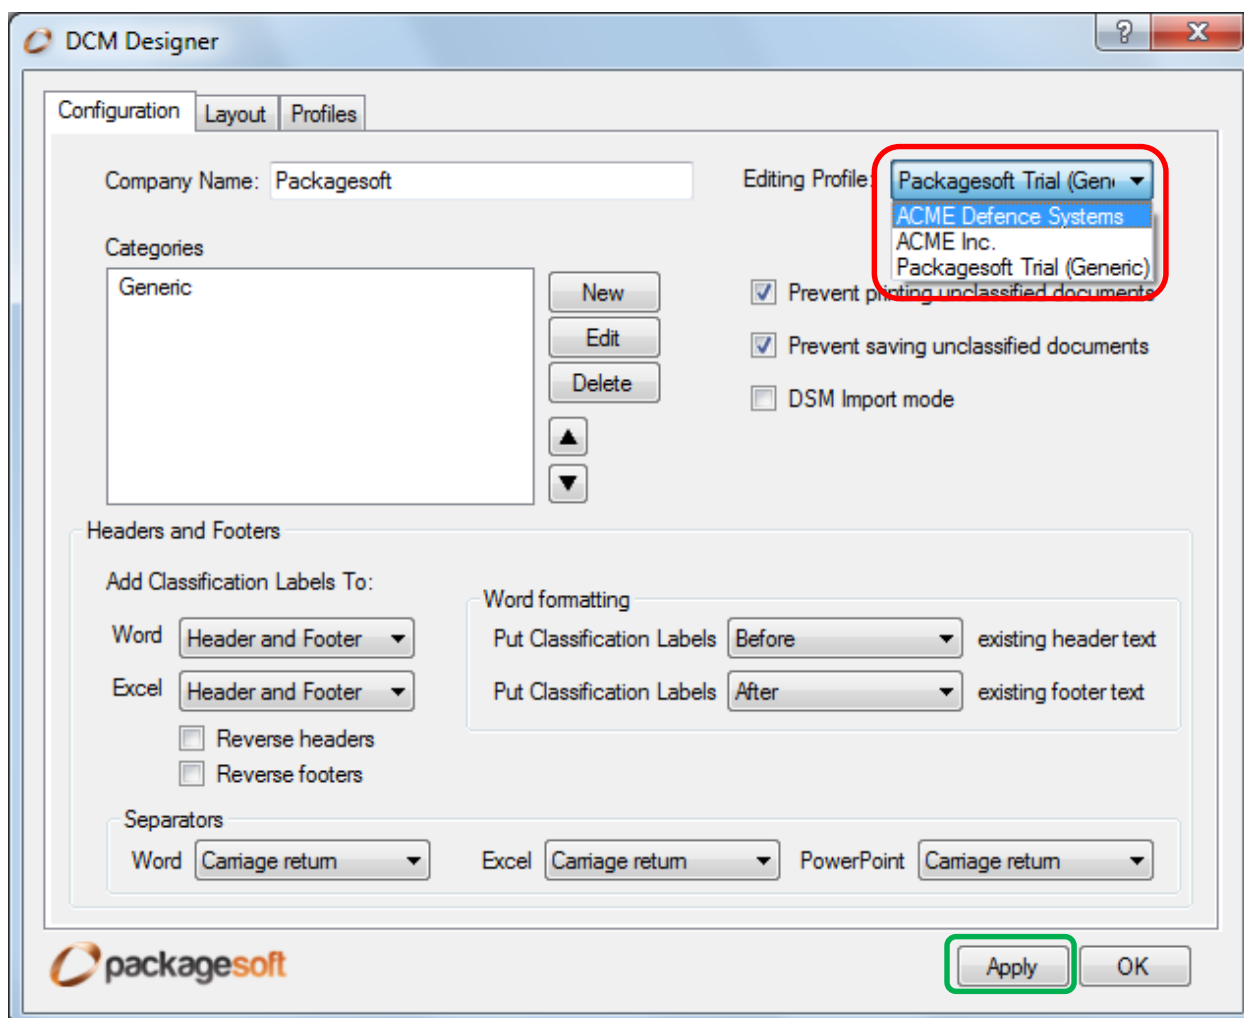 DCM Designer
Configuration Layout Profiles
Company Name: Packagesoft Editing Profile: Packagesoft Trial (Gen
ACME Defence Systems
ACME Inc.
Packagesoft Trial (Generic)
Categories
Generic
New
Edit
Delete
Prevent printing unclassified documents
Prevent saving unclassified documents
DSM Import mode
Headers and Footers
Add Classification Labels To:
Word Header and Footer
Excel Header and Footer
Reverse headers
Reverse footers
Word formatting
Put Classification Labels Before existing header text
Put Classification Labels After existing footer text
Separators
Word Carriage return Excel Carriage return PowerPoint Carriage return
packagesoft
Apply OK